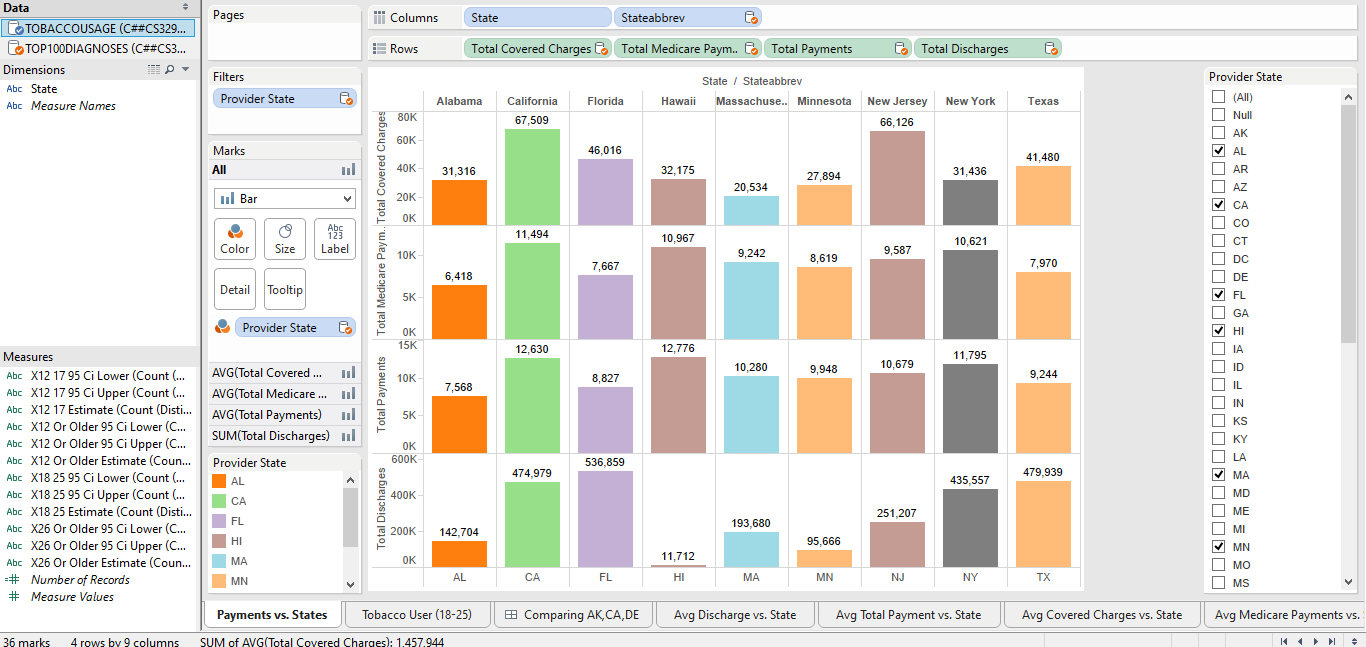 Data
TOBACCOUSAGE (C##CS329...
TOP100DIAGNOSES (C##CS3...
Dimensions
Abc State
Abc Measure Names
Measures
Abc X12 17 95 Ci Lower (Count (...
Abc X12 17 95 Ci Upper (Count (...
Abc X12 17 Estimate (Count (Disti...
Abc X12 Or Older 95 Ci Lower (C...
Abc X12 Or Older 95 Ci Upper (C...
Abc X12 Or Older Estimate (Coun...
Abc X18 25 95 Ci Lower (Count (...
Abc X18 25 95 Ci Upper (Count (...
Abc X18 25 Estimate (Count (Disti...
Abc X26 Or Older 95 Ci Lower (C...
Abc X26 Or Older 95 Ci Upper (C...
Abc X26 Or Older Estimate (Coun...
Number of Records
Measure Values
Pages
Filters
Provider State
Marks
All
Bar
Color
Size
Abc
123
Label
Detail
Tooltip
Provider State
AVG(Total Covered ...
AVG(Total Medicare ...
AVG(Total Payments)
SUM(Total Discharges)
Provider State
AL
CA
FL
HI
MA
MN
Columns State Stateabbrev
Rows Total Covered Charges Total Medicare Paym.. Total Payments Total Discharges
State / Stateabbrev
Alabama California Florida Hawaii Massachuse.. Minnesota New Jersey New York Texas
Total Covered Charges
80K
60K
40K
20K
0K
31,316 67,509 46,016 32,175 20,534 27,894 66,126 31,436 41,480
Total Medicare Paym..
10K
5K
0K
6,418 11,494 7,667 10,967 9,242 8,619 9,587 10,621 7,970
Total Payments
15K
10K
5K
0K
7,568 12,630 8,827 12,776 10,280 9,948 10,679 11,795 9,244
Total Discharges
600K
400K
200K
0K
142,704 474,979 536,859 11,712 193,680 95,666 251,207 435,557 479,939
AL CA FL HI MA MN NJ NY TX
Provider State
(All)
Null
AK
AL
AR
AZ
CA
CO
CT
DC
DE
FL
GA
HI
IA
ID
IL
IN
KS
KY
LA
MA
MD
ME
MI
MN
MO
MS
Payments vs. States
Tobacco User (18-25)
Comparing AK,CA,DE
Avg Discharge vs. State
Avg Total Payment vs. State
Avg Covered Charges vs. State
Avg Medicare Payments vs.
36 marks 4 rows by 9 columns SUM of AVG(Total Covered Charges): 1,457,944